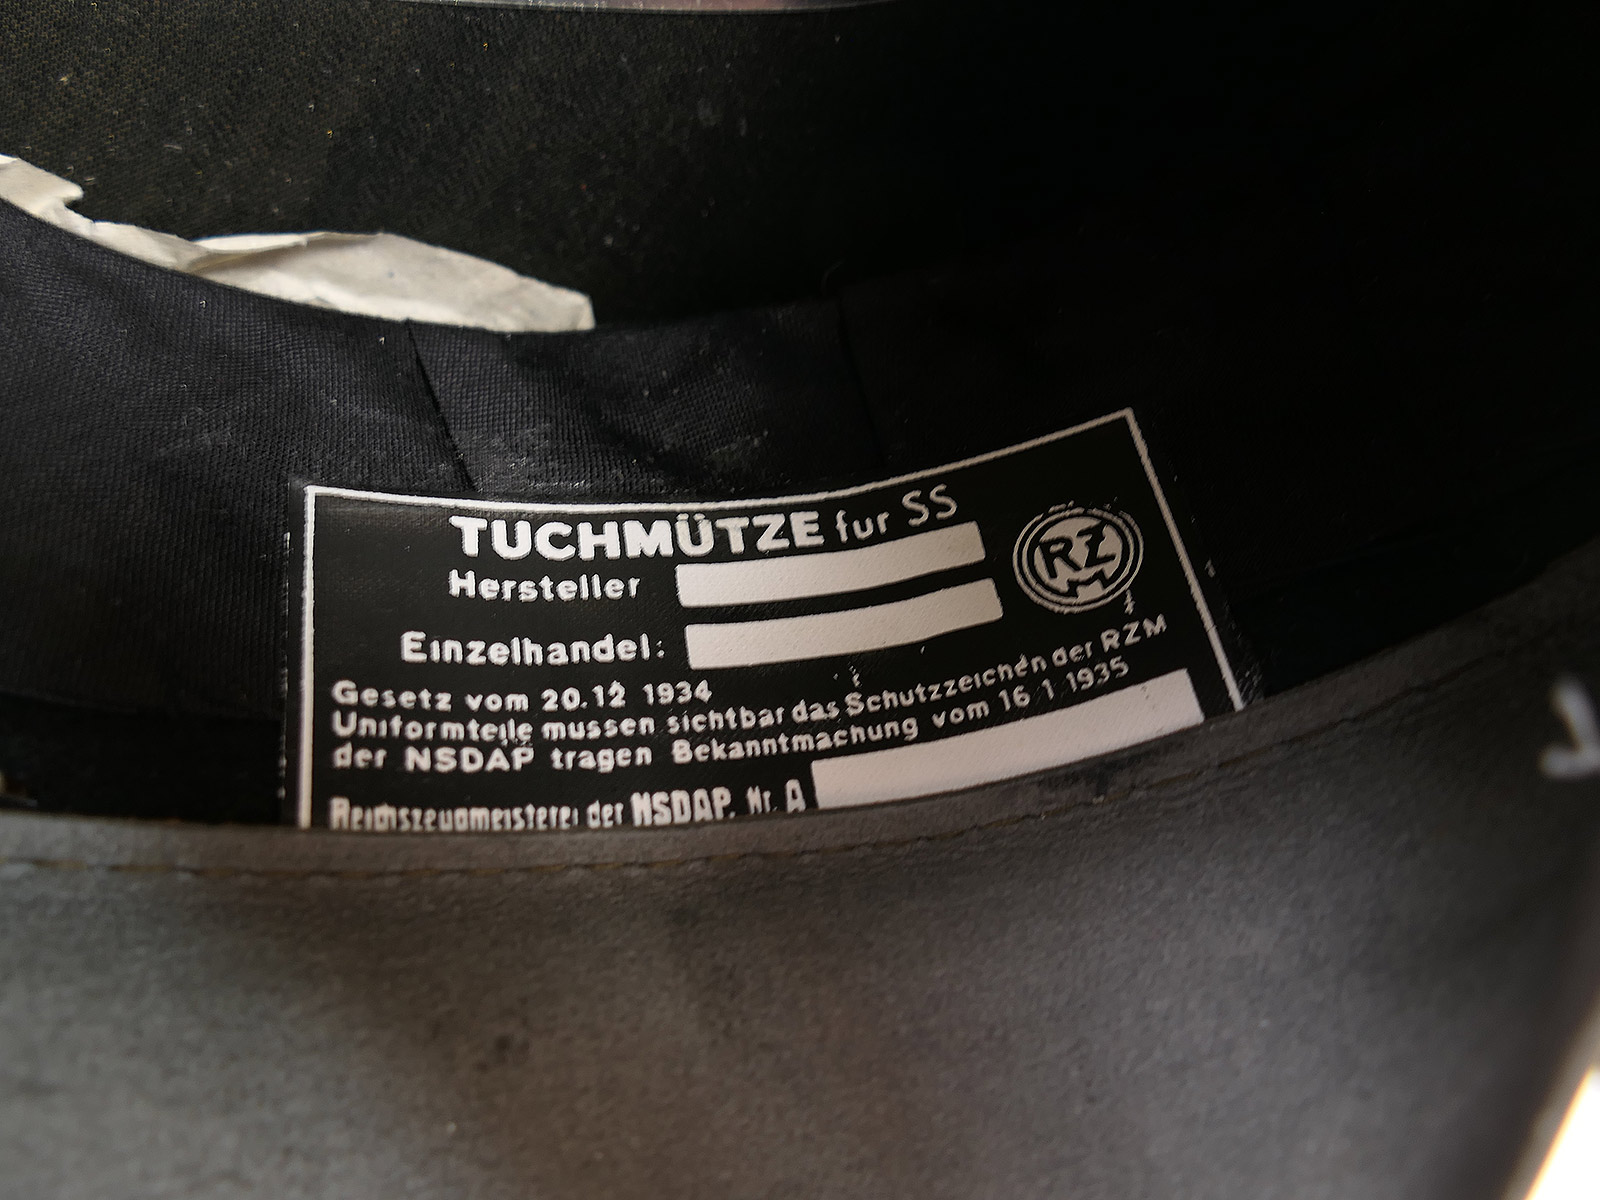 TUCHMÜTZE fur SS
Hersteller
RZM
Einzelhandel:
Gesetz vom 20.12 1934
Uniformteile mussen sichtbar das Schutzzeichen der RZM
der NSDAP tragen Bekanntmachung vom 16 1 1935
Reichszeugmeisterei der NSDAP. Nr. A